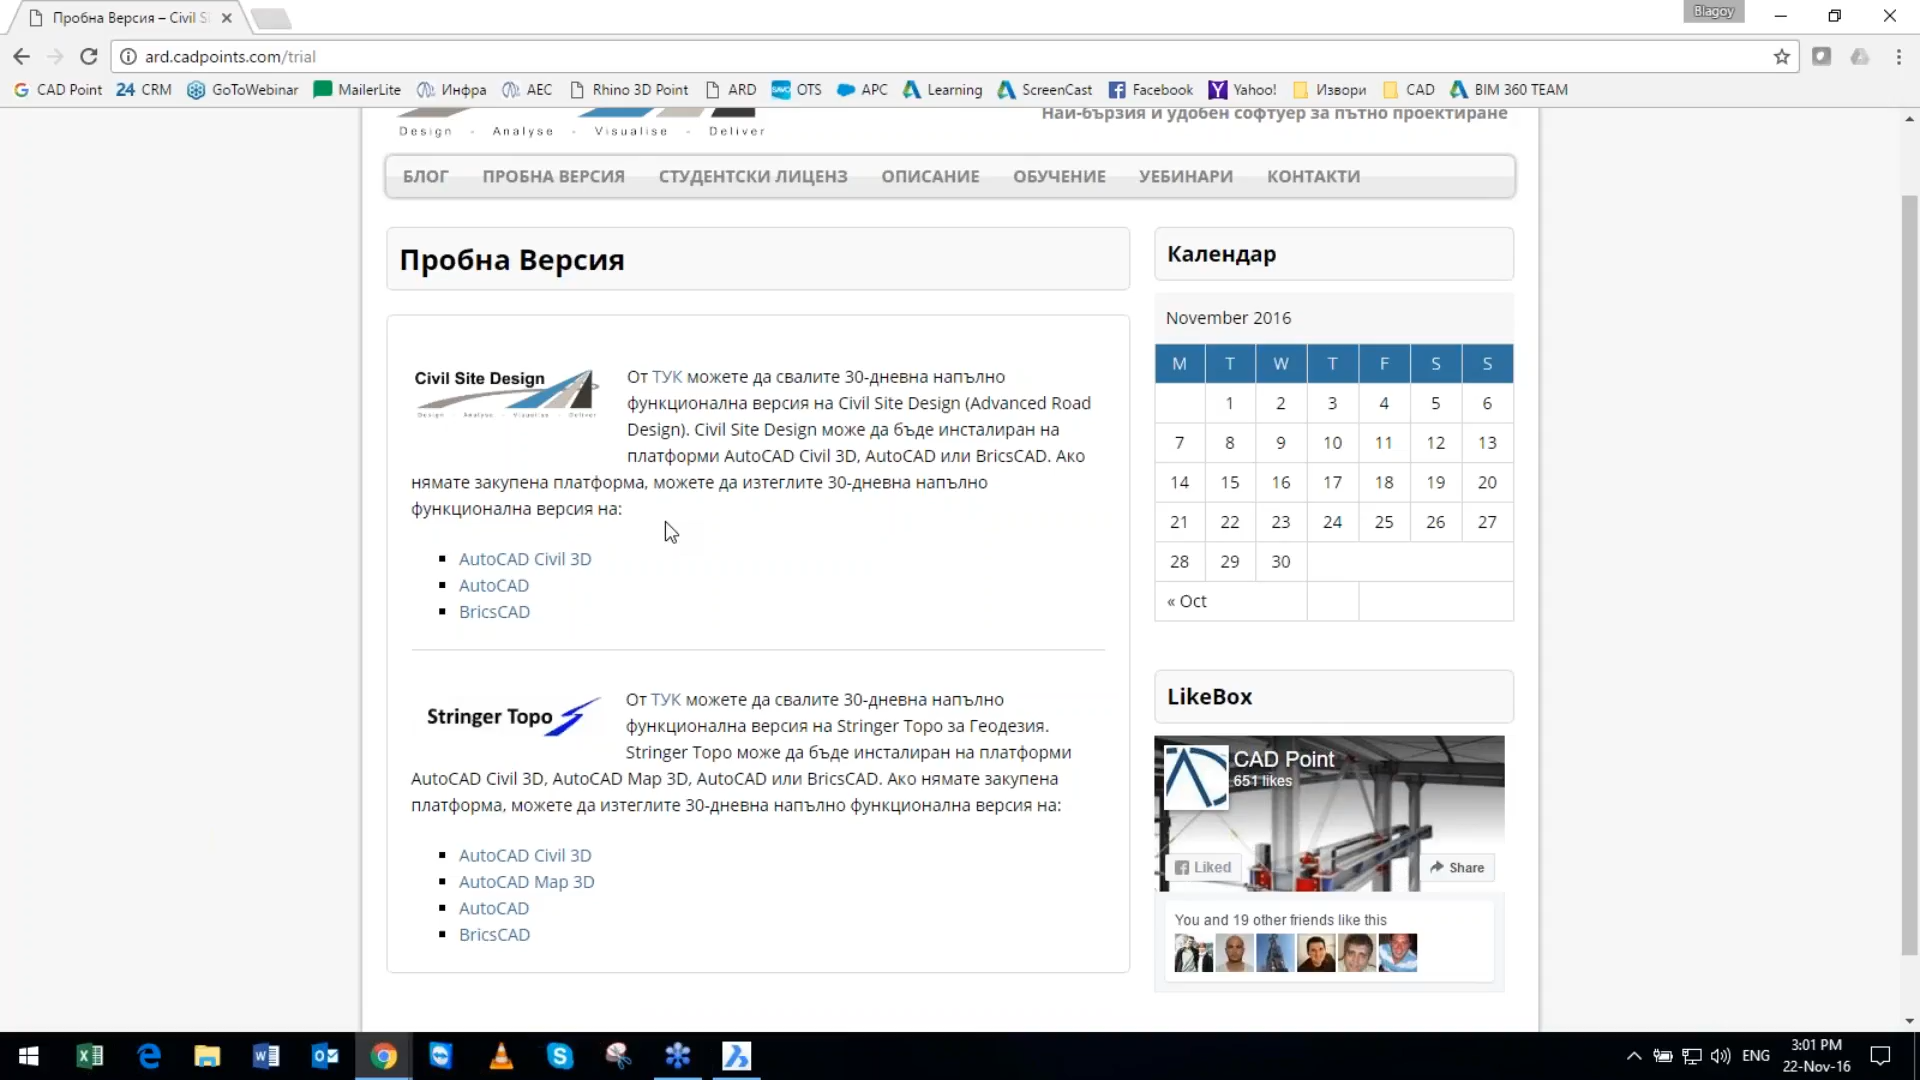 Пробна Версия – Civil S
Blagoy
ard.cadpoints.com/trial
CAD Point
24 CRM
GoToWebinar
MailerLite
Инфра
AEC
Rhino 3D Point
ARD
OTS
APC
Learning
ScreenCast
Facebook
Yahoo!
Извори
CAD
BIM 360 TEAM
Design - Analyse - Visualise - Deliver
Най-бързия и удобен софтуер за пътно проектиране
БЛОГ ПРОБНА ВЕРСИЯ СТУДЕНТСКИ ЛИЦЕНЗ ОПИСАНИЕ ОБУЧЕНИЕ УЕБИНАРИ КОНТАКТИ
Пробна Версия
Civil Site Design
Design - Analyse - Visualise - Deliver
От ТУК можете да свалите 30-дневна напълно
функционална версия на Civil Site Design (Advanced Road
Design). Civil Site Design може да бъде инсталиран на
платформи AutoCAD Civil 3D, AutoCAD или BricsCAD. Ако
нямате закупена платформа, можете да изтеглите 30-дневна напълно
функционална версия на:
AutoCAD Civil 3D
AutoCAD
BricsCAD
Stringer Topo
От ТУК можете да свалите 30-дневна напълно
функционална версия на Stringer Topo за Геодезия.
Stringer Topo може да бъде инсталиран на платформи
AutoCAD Civil 3D, AutoCAD Map 3D, AutoCAD или BricsCAD. Ако нямате закупена
платформа, можете да изтеглите 30-дневна напълно функционална версия на:
AutoCAD Civil 3D
AutoCAD Map 3D
AutoCAD
BricsCAD
Календар
November 2016
M T W T F S S
1 2 3 4 5 6
7 8 9 10 11 12 13
14 15 16 17 18 19 20
21 22 23 24 25 26 27
28 29 30
« Oct
LikeBox
CAD Point
651 likes
Liked
Share
You and 19 other friends like this
ENG
3:01 PM
22-Nov-16